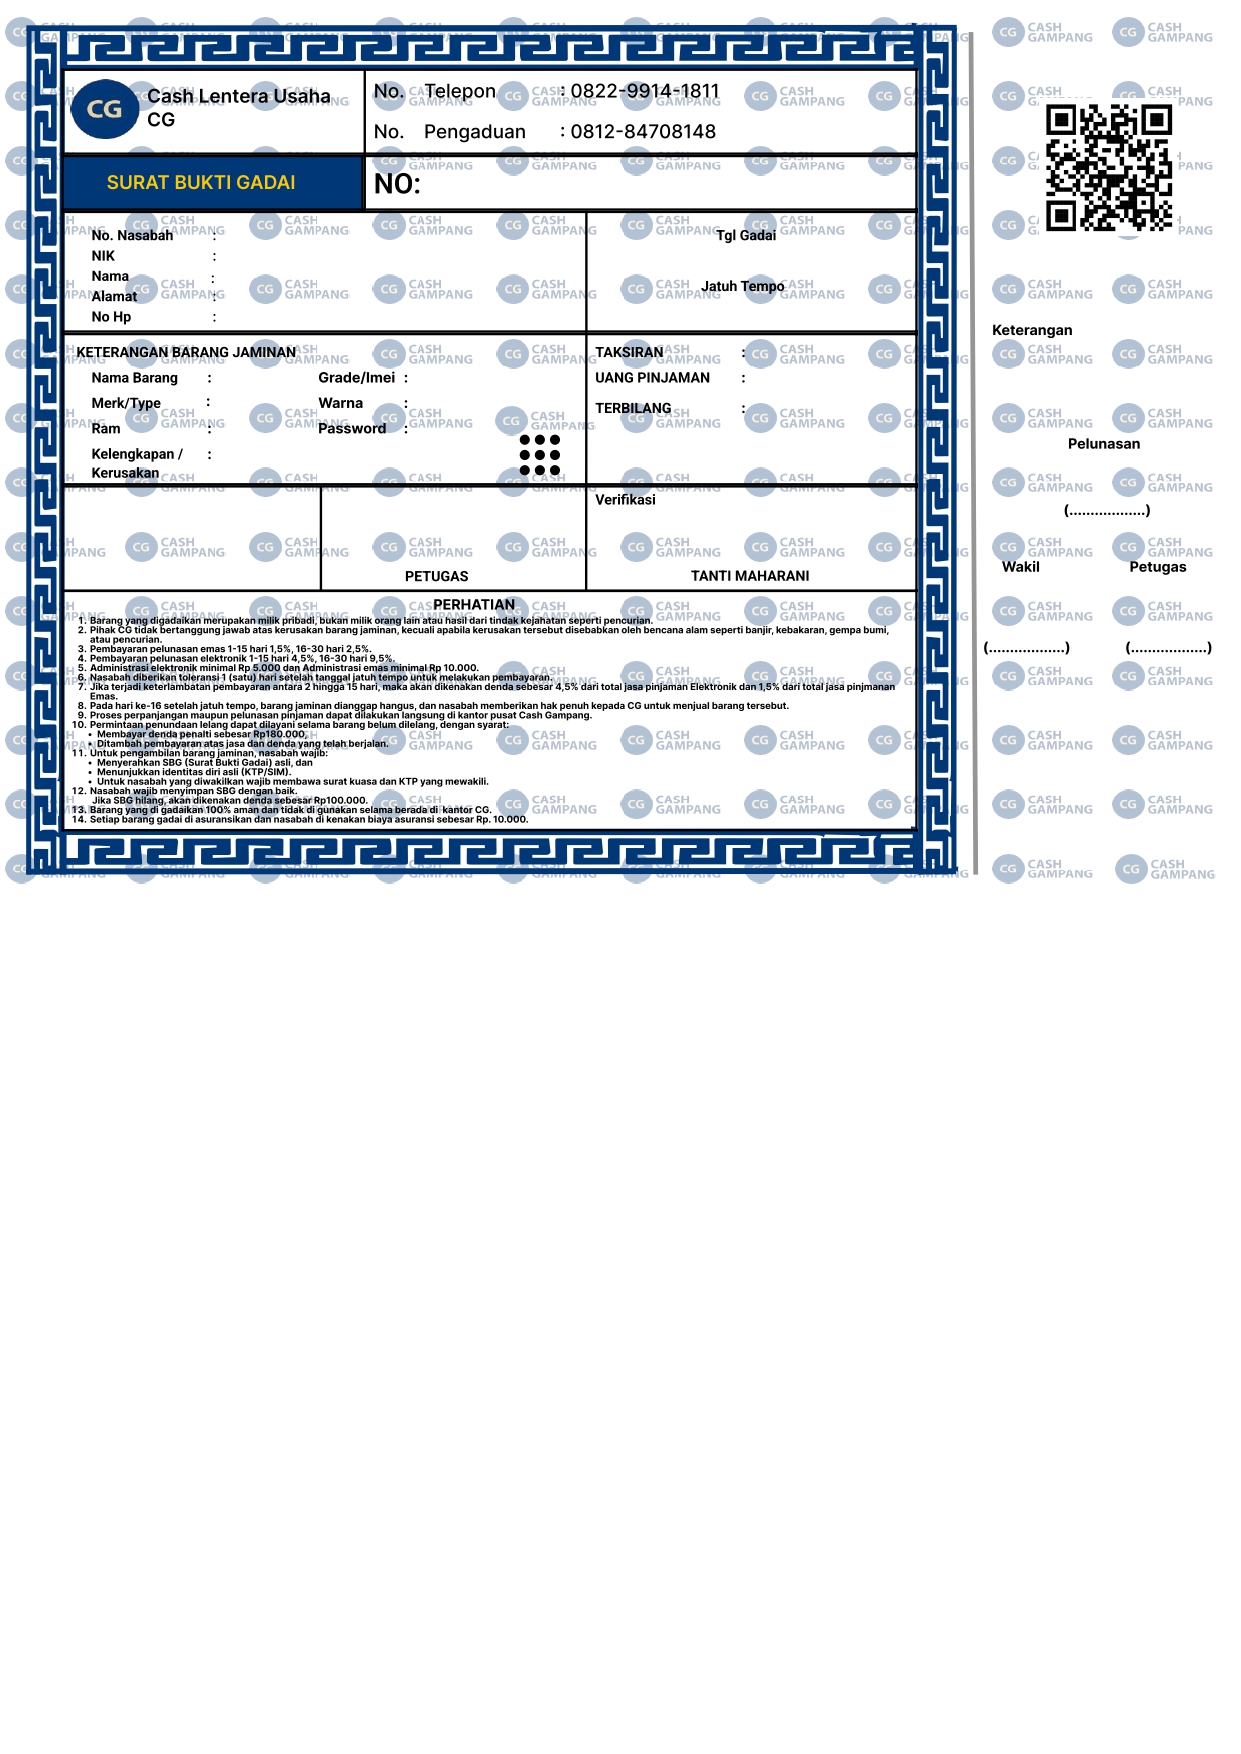 CG
Cash Lentera Usaha
CG
No. Telepon : 0822-9914-1811
No. Pengaduan : 0812-84708148
SURAT BUKTI GADAI
NO:
No. Nasabah :
NIK :
Nama :
Alamat :
No Hp :
Tgl Gadai
Jatuh Tempo
KETERANGAN BARANG JAMINAN
Nama Barang : Grade/Imei :
Merk/Type : Warna :
Ram : Password :
Kelengkapan / :
Kerusakan
TAKSIRAN :
UANG PINJAMAN :
TERBILANG :
PETUGAS
Verifikasi
TANTI MAHARANI
PERHATIAN
1. Barang yang digadaikan merupakan milik pribadi, bukan milik orang lain atau hasil dari tindak kejahatan seperti pencurian.
2. Pihak CG tidak bertanggung jawab atas kerusakan barang jaminan, kecuali apabila kerusakan tersebut disebabkan oleh bencana alam seperti banjir, kebakaran, gempa bumi,
atau pencurian.
3. Pembayaran pelunasan emas 1-15 hari 1,5%, 16-30 hari 2,5%.
4. Pembayaran pelunasan elektronik 1-15 hari 4,5%, 16-30 hari 9,5%.
5. Administrasi elektronik minimal Rp 5.000 dan Administrasi emas minimal Rp 10.000.
6. Nasabah diberikan toleransi 1 (satu) hari setelah tanggal jatuh tempo untuk melakukan pembayaran.
7. Jika terjadi keterlambatan pembayaran antara 2 hingga 15 hari, maka akan dikenakan denda sebesar 4,5% dari total jasa pinjaman Elektronik dan 1,5% dari total jasa pinjmanan
Emas.
8. Pada hari ke-16 setelah jatuh tempo, barang jaminan dianggap hangus, dan nasabah memberikan hak penuh kepada CG untuk menjual barang tersebut.
9. Proses perpanjangan maupun pelunasan pinjaman dapat dilakukan langsung di kantor pusat Cash Gampang.
10. Permintaan penundaan lelang dapat dilayani selama barang belum dilelang, dengan syarat:
• Membayar denda penalti sebesar Rp180.000,
• Ditambah pembayaran atas jasa dan denda yang telah berjalan.
11. Untuk pengambilan barang jaminan, nasabah wajib:
• Menyerahkan SBG (Surat Bukti Gadai) asli, dan
• Menunjukkan identitas diri asli (KTP/SIM).
• Untuk nasabah yang diwakilkan wajib membawa surat kuasa dan KTP yang mewakili.
12. Nasabah wajib menyimpan SBG dengan baik.
Jika SBG hilang, akan dikenakan denda sebesar Rp100.000.
13. Barang yang di gadaikan 100% aman dan tidak di gunakan selama berada di kantor CG.
14. Setiap barang gadai di asuransikan dan nasabah di kenakan biaya asuransi sebesar Rp. 10.000.
Keterangan
Pelunasan
(..................)
Wakil Petugas
(.................) (.................)
CG CASH
GAMPANG